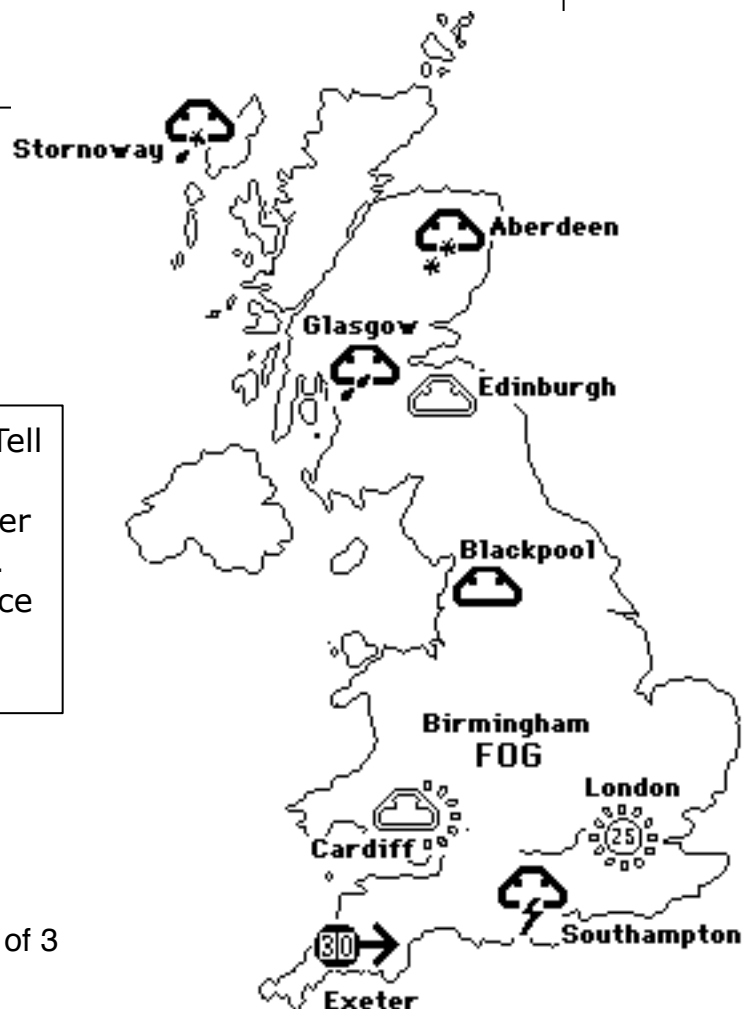 Stornoway
Aberdeen
Glasgow
Edinburgh
Tell
er
.
ce
Blackpool
Birmingham
FOG
London
25
Cardiff
Southampton
of 3
30
Exeter